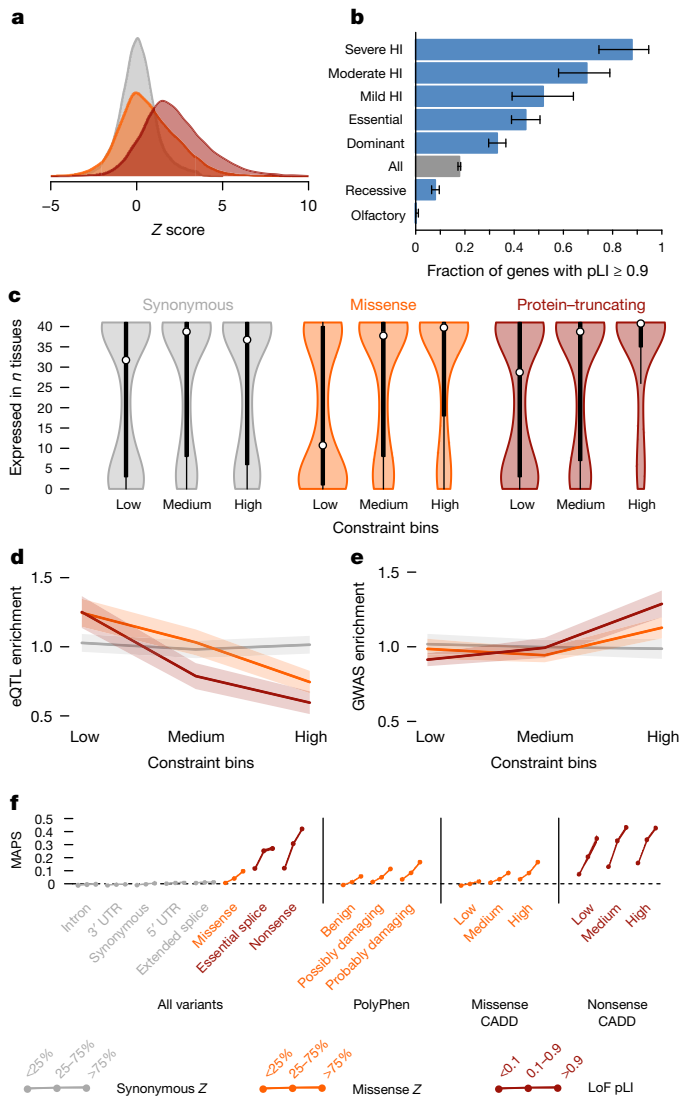 a
−5
0
5
10
Z score
b
Severe HI
Moderate HI
Mild HI
Essential
Dominant
All
Recessive
Olfactory
0
0.2
0.4
0.6
0.8
1
Fraction of genes with pLI ≥ 0.9
c
Synonymous
Missense
Protein–truncating
Expressed in n tissues
40
35
30
25
20
15
10
5
0
Low
Medium
High
Low
Medium
High
Low
Medium
High
Constraint bins
d
eQTL enrichment
1.5
1.0
0.5
Low
Medium
High
Constraint bins
e
GWAS enrichment
1.5
1.0
0.5
Low
Medium
High
Constraint bins
f
MAPS
0.5
0.4
0.3
0.2
0.1
0
Intron
3′ UTR
Synonymous
5′ UTR
Extended splice
Missense
Essential splice
Nonsense
Benign
Possibly damaging
Probably damaging
Low
Medium
High
Low
Medium
High
All variants
PolyPhen
Missense
CADD
Nonsense
CADD
<25%
25–75%
>75%
Synonymous Z
<25%
25–75%
>75%
Missense Z
<0.1
0.1–0.9
>0.9
LoF pLI